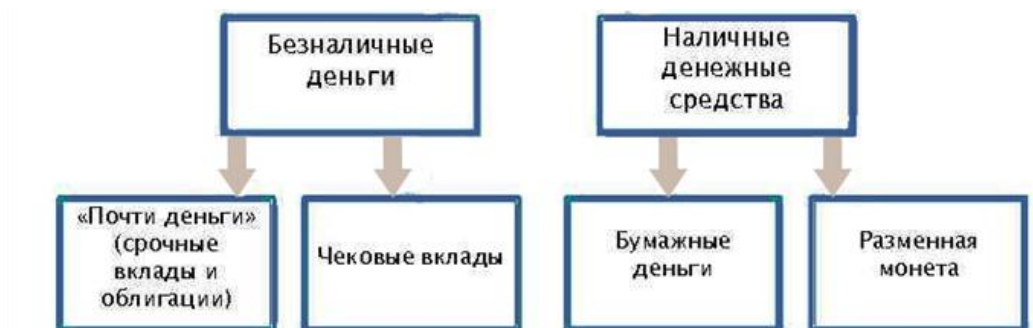 Безналичные
деньги
Наличные
денежные
средства
«Почти деньги»
(срочные
вклады и
облигации)
Чековые вклады
Бумажные
деньги
Разменная
монета